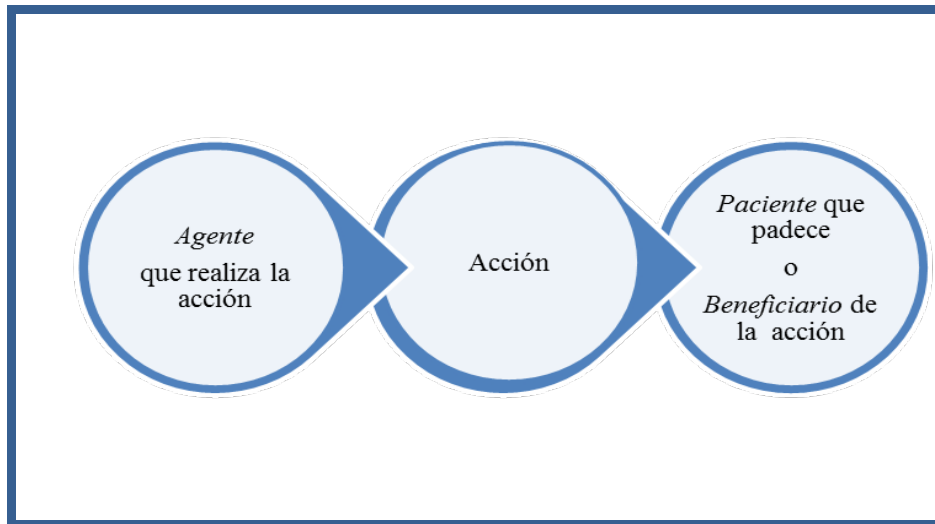 Agente
que realiza la
acción
Acción
Paciente que
padece
o
Beneficiario de
la acción